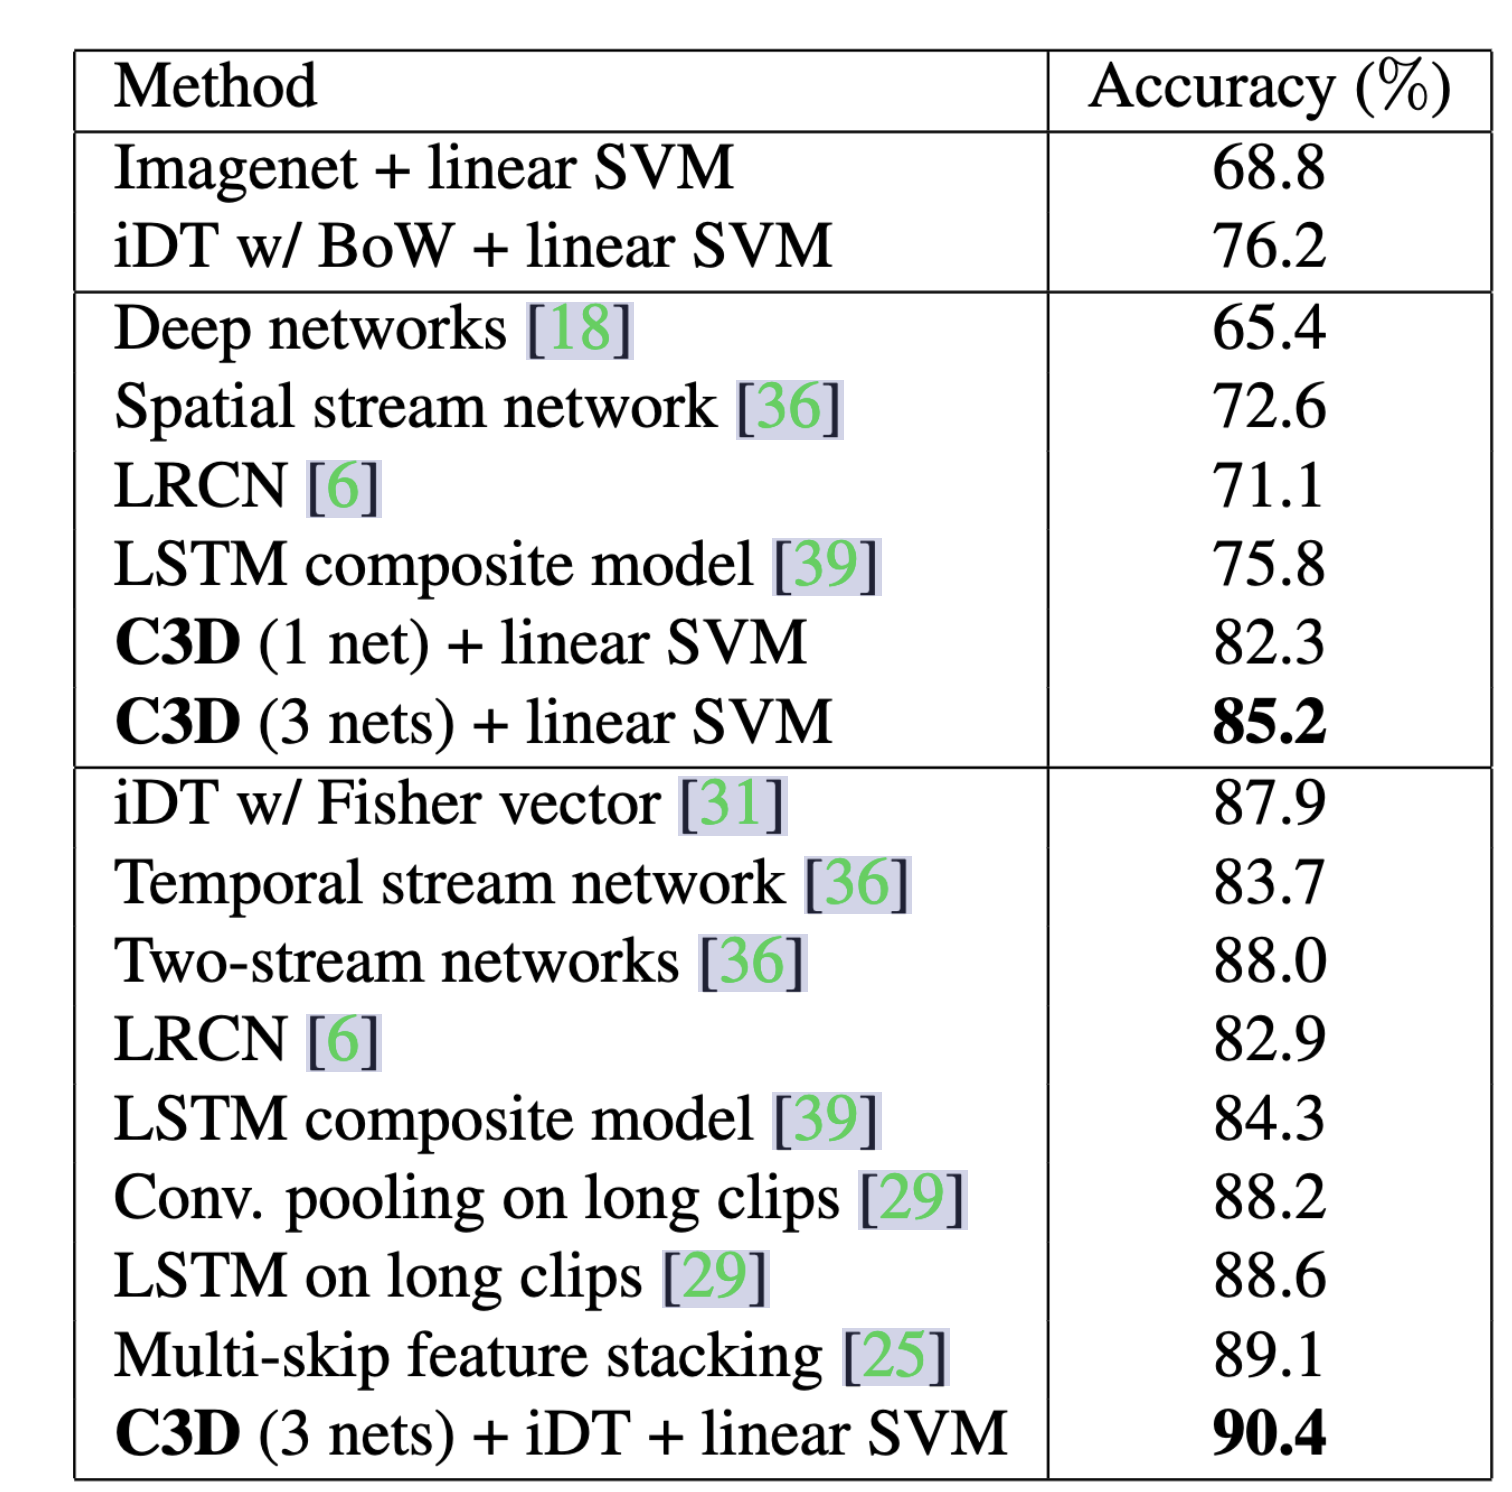 Method Accuracy (%)
Imagenet + linear SVM 68.8
iDT w/ BoW + linear SVM 76.2
Deep networks [18] 65.4
Spatial stream network [36] 72.6
LRCN [6] 71.1
LSTM composite model [39] 75.8
C3D (1 net) + linear SVM 82.3
C3D (3 nets) + linear SVM 85.2
iDT w/ Fisher vector [31] 87.9
Temporal stream network [36] 83.7
Two-stream networks [36] 88.0
LRCN [6] 82.9
LSTM composite model [39] 84.3
Conv. pooling on long clips [29] 88.2
LSTM on long clips [29] 88.6
Multi-skip feature stacking [25] 89.1
C3D (3 nets) + iDT + linear SVM 90.4